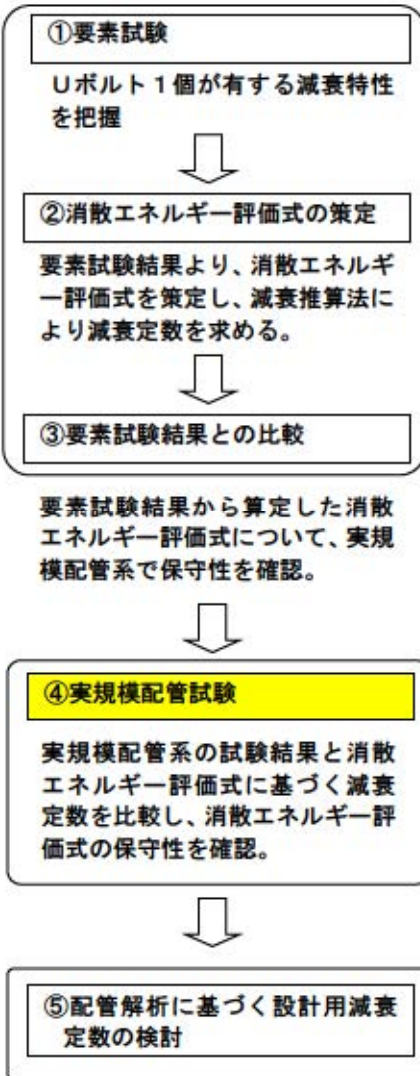 ①要素試験
Uボルト1個が有する減衰特性
を把握
②消散エネルギー評価式の策定
要素試験結果より、消散エネルギ
ー評価式を策定し、減衰推算法に
より減衰定数を求める。
③要素試験結果との比較
要素試験結果から算定した消散
エネルギー評価式について、実規
模配管系で保守性を確認。
④実規模配管試験
実規模配管系の試験結果と消散
エネルギー評価式に基づく減衰
定数を比較し、消散エネルギー評
価式の保守性を確認。
⑤配管解析に基づく設計用減衰
定数の検討